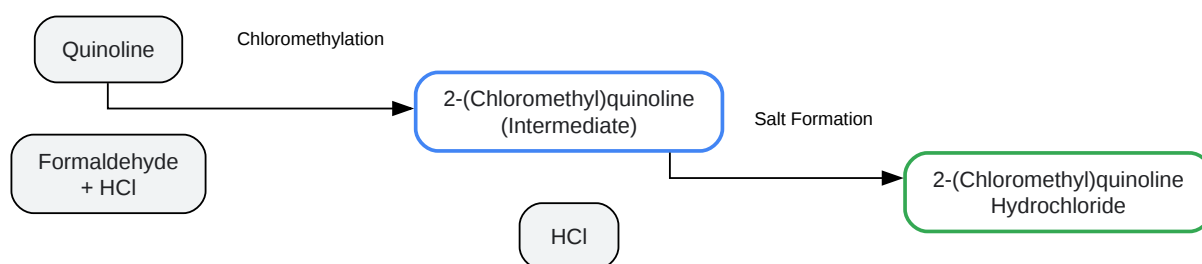 Quinoline
Chloromethylation
2-(Chloromethyl)quinoline
(Intermediate)
Salt Formation
Formaldehyde
+ HCl
2-(Chloromethyl)quinoline
Hydrochloride
HCl